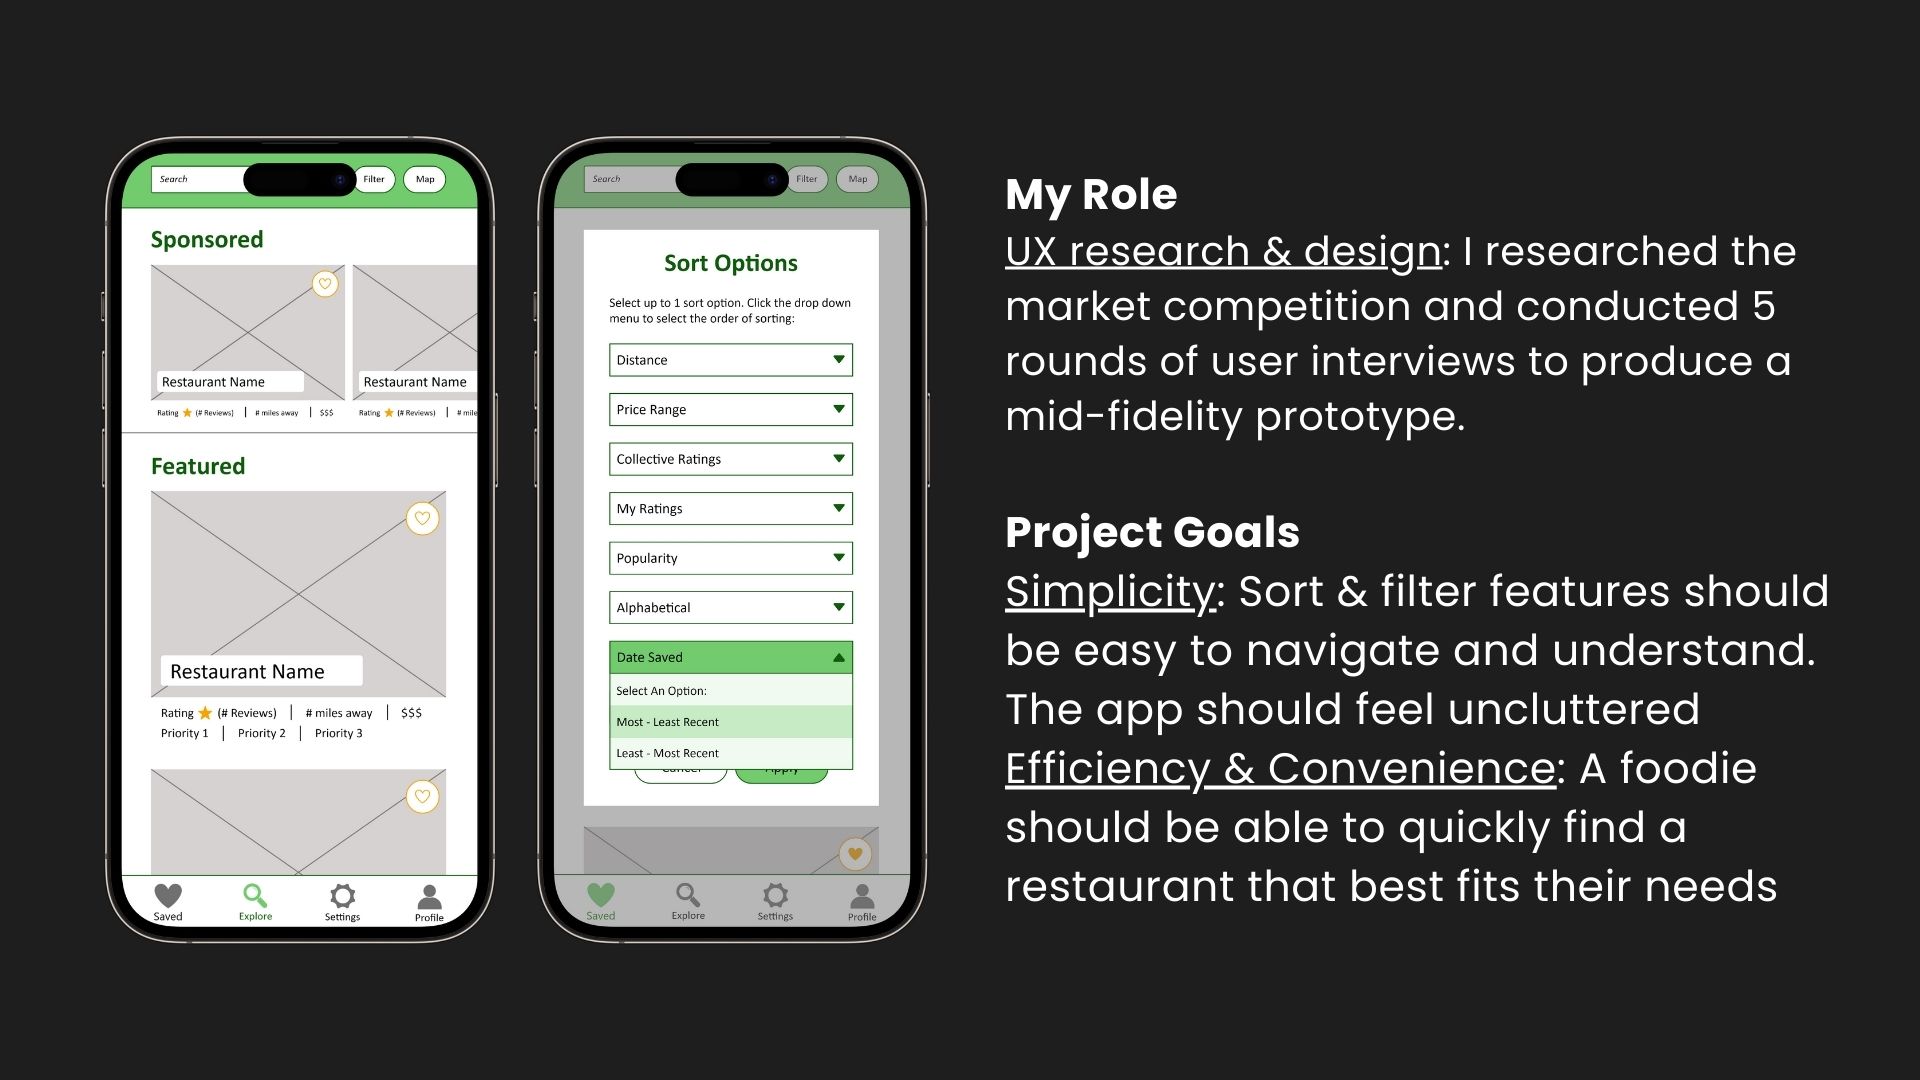 Search
Filter
Map
Sponsored
Restaurant Name
Restaurant Name
Rating (# Reviews) | # miles away | $$$
Rating (# Reviews) | # mile
Featured
Restaurant Name
Rating (# Reviews) | # miles away | $$$
Priority 1 | Priority 2 | Priority 3
Saved
Explore
Settings
Profile
Search
Filter
Map
Sort Options
Select up to 1 sort option. Click the drop down
menu to select the order of sorting:
Distance
Price Range
Collective Ratings
My Ratings
Popularity
Alphabetical
Date Saved
Select An Option:
Most - Least Recent
Least - Most Recent
Cancel
Apply
Saved
Explore
Settings
Profile
My Role
UX research & design: I researched the
market competition and conducted 5
rounds of user interviews to produce a
mid-fidelity prototype.
Project Goals
Simplicity: Sort & filter features should
be easy to navigate and understand.
The app should feel uncluttered
Efficiency & Convenience: A foodie
should be able to quickly find a
restaurant that best fits their needs